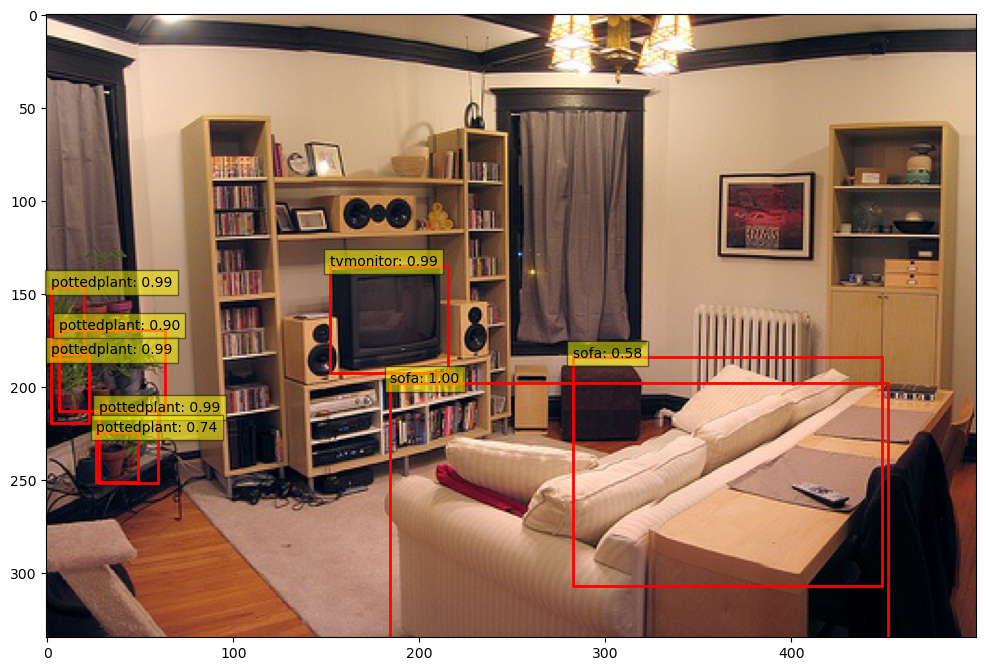 0
50
100
150
200
250
300
tvmonitor: 0.99
pottedplant: 0.99
pottedplant: 0.90
pottedplant: 0.99
sofa: 0.58
sofa: 1.00
pottedplant: 0.99
pottedplant: 0.74
0
100
200
300
400